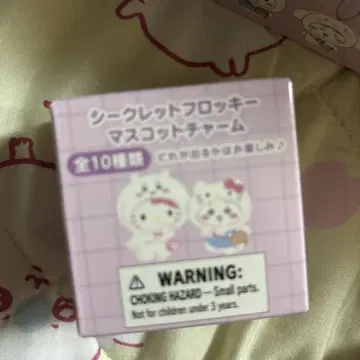 シークレットフロッキー
マスコットチャーム
全10種類
どれが出るかはお楽しみ♪
WARNING:
CHOKING HAZARD — Small parts.
Not for children under 3 years.